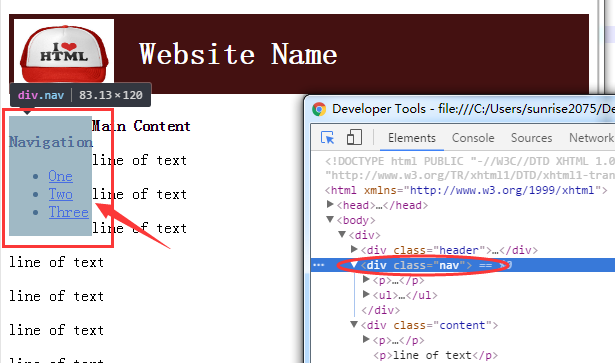 I ♥
HTML
Website Name
div.nav | 83.13 × 120
Main Content
Navigation
One
Two
Three
line of text
line of text
line of text
line of text
line of text
line of text
line of text
Developer Tools - file:///C:/Users/sunrise2075/De
Elements Console Sources Network
<!DOCTYPE html PUBLIC "-//W3C//DTD XHTML 1.0
"http://www.w3.org/TR/xhtml1/DTD/xhtml1-tran
<html xmlns="http://www.w3.org/1999/xhtml">
▶<head>…</head>
▼<body>
▼<div>
▶<div class="header">…</div>
… ▼<div class="nav"> ==
▶<p>…</p>
▶<ul>…</ul>
</div>
▼<div class="content">
▶<p>…</p>
<p>line of text</p>